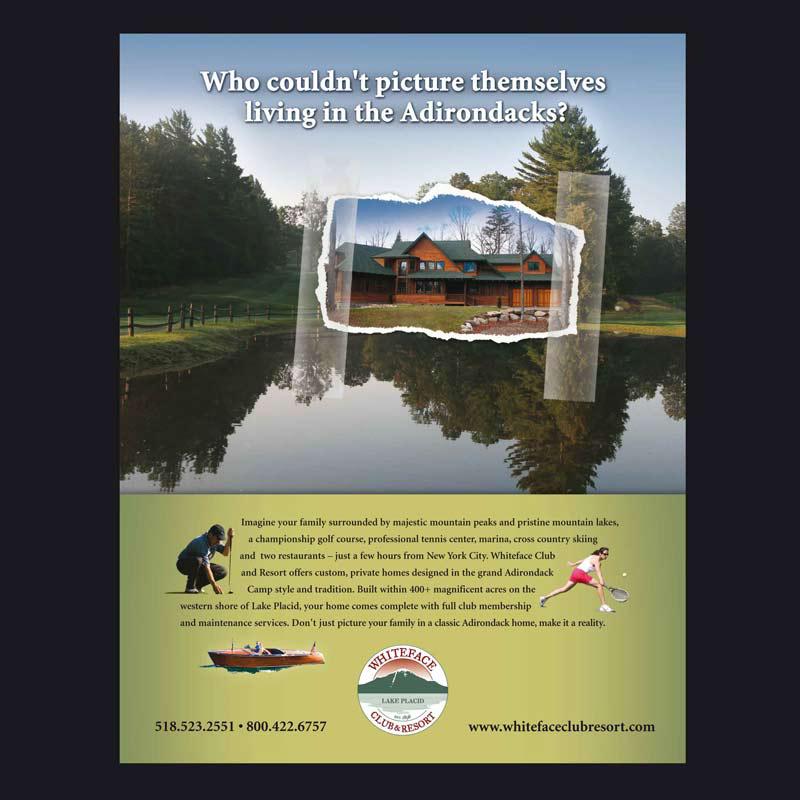 Who couldn't picture themselves
living in the Adirondacks?
Imagine your family surrounded by majestic mountain peaks and pristine mountain lakes,
a championship golf course, professional tennis center, marina, cross country skiing
and two restaurants – just a few hours from New York City. Whiteface Club
and Resort offers custom, private homes designed in the grand Adirondack
Camp style and tradition. Built within 400+ magnificent acres on the
western shore of Lake Placid, your home comes complete with full club membership
and maintenance services. Don't just picture your family in a classic Adirondack home, make it a reality.
WHITEFACE
LAKE PLACID
est. 1898
CLUB & RESORT
518.523.2551 • 800.422.6757
www.whitefaceclubresort.com